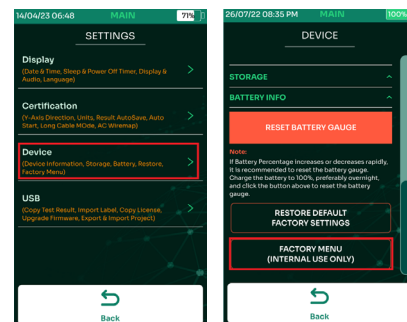 14/04/23 06:48 MAIN 71%
SETTINGS
Display
(Date & Time, Sleep & Power Off Timer, Display &
Audio, Language)
Certification
(Y-Axis Direction, Units, Result AutoSave, Auto
Start, Long Cable MOde, AC Wiremap)
Device
(Device Information, Storage, Battery, Restore,
Factory Menu)
USB
(Copy Test Result, Import Label, Copy License,
Upgrade Firmware, Export & Import Project)
Back
26/07/22 08:35 PM MAIN 100%
DEVICE
STORAGE
BATTERY INFO
RESET BATTERY GAUGE
Note:
If Battery Percentage increases or decreases rapidly,
it is recommended to reset the battery gauge.
Charge the battery to 100%, preferably overnight,
and click the button above to reset the battery
gauge.
RESTORE DEFAULT
FACTORY SETTINGS
FACTORY MENU
(INTERNAL USE ONLY)
Back